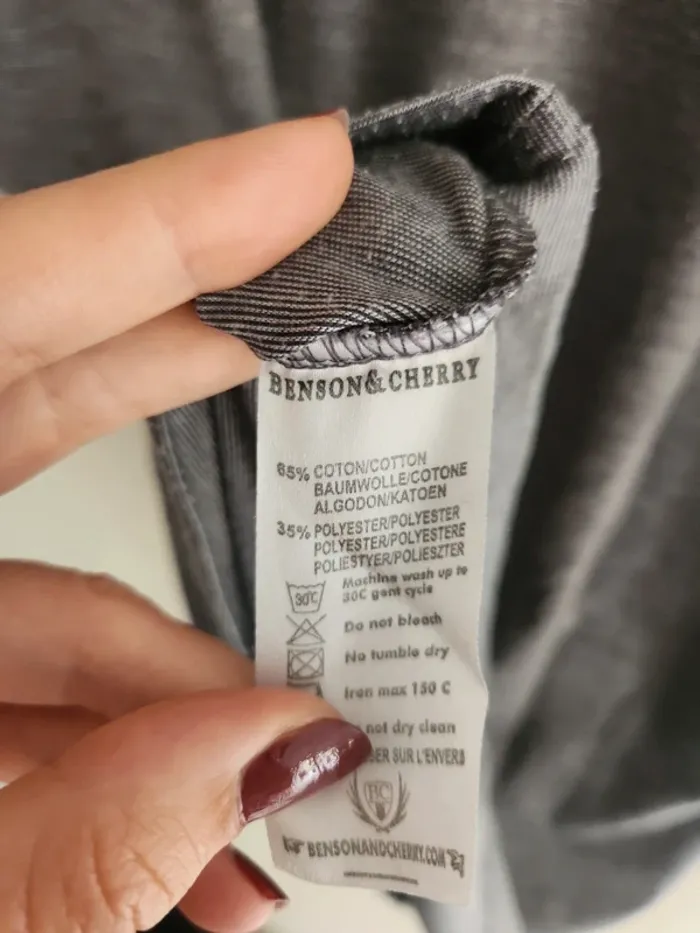 BENSON&CHERRY
65% COTON/COTTON
BAUMWOLLE/COTONE
ALGODON/KATOEN
35% POLYESTER/POLYESTER
POLYESTER/POLYESTERE
POLIESTYER/POLIESZTER
30°C Machine wash up to
30C gent cycle
Do not bleach
No tumble dry
Iron max 150 C
not dry clean
SUR L'ENVERS
BC
BENSONANDCHERRY.COM